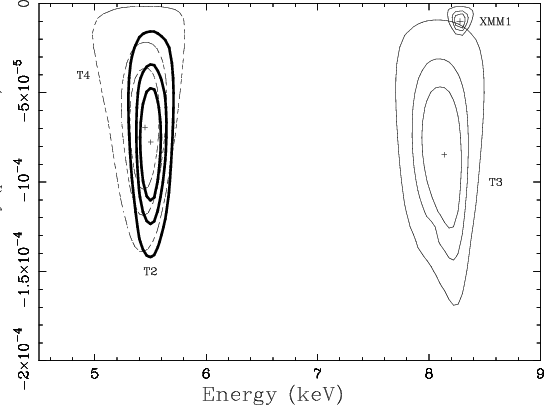 0
XMM1
T4
−5×10⁻⁵
−10⁻⁴
T3
T2
−1.5×10⁻⁴
−2×10⁻⁴
5 6 7 8 9
Energy (keV)